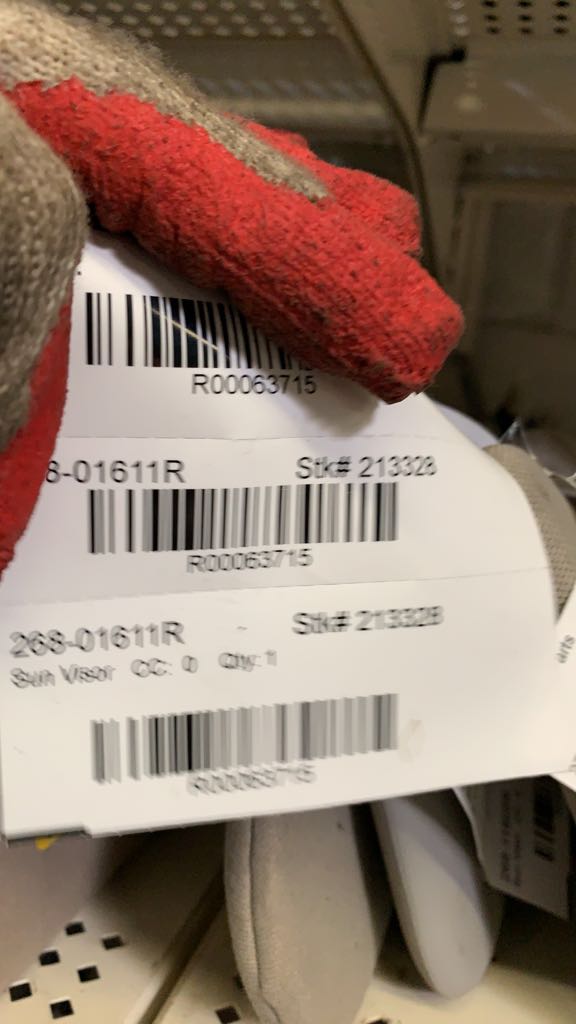 R00063715
8-01611R Stk# 213328
R00063715
268-01611R - Stk# 213328
Sun Visor CC: 0 Qty: 1
R00063715